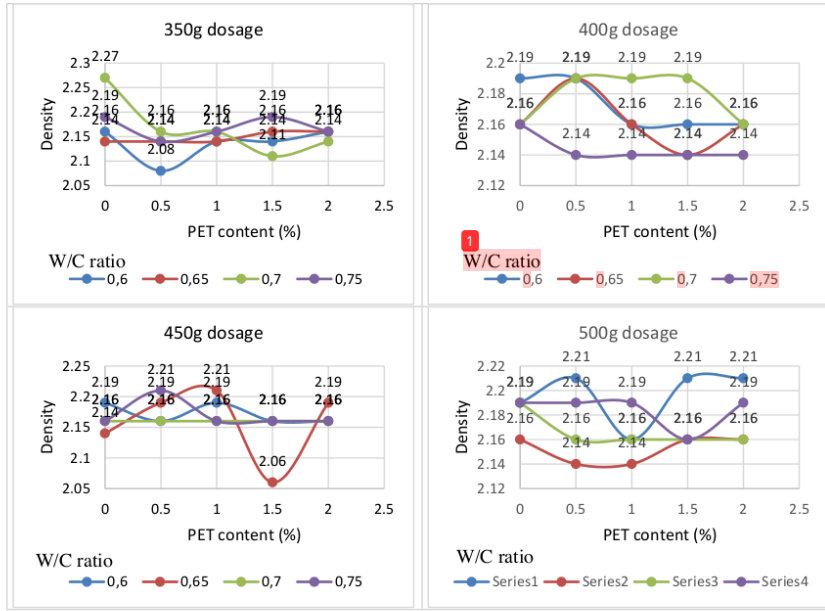 350g dosage
2.3
2.25
2.2
2.15
2.1
2.05
Density
2.27
2.19
2.16
2.14
2.16
2.14
2.08
2.16
2.14
2.19
2.16
2.14
2.11
2.16
2.14
0 0.5 1 1.5 2 2.5
PET content (%)
W/C ratio
0,6 0,65 0,7 0,75
400g dosage
2.2
2.18
2.16
2.14
2.12
Density
2.19 2.19 2.19 2.19
2.16 2.16 2.16 2.16
2.14 2.14 2.14 2.14
0 0.5 1 1.5 2 2.5
PET content (%)
1
W/C ratio
0,6 0,65 0,7 0,75
450g dosage
2.25
2.2
2.15
2.1
2.05
Density
2.21 2.21
2.19 2.19 2.19 2.19
2.16 2.16 2.16 2.16 2.16
2.14
2.06
0 0.5 1 1.5 2 2.5
PET content (%)
W/C ratio
0,6 0,65 0,7 0,75
500g dosage
2.22
2.2
2.18
2.16
2.14
2.12
Density
2.21 2.21 2.21
2.19 2.19 2.19 2.19
2.16 2.16 2.16 2.16 2.16
2.14 2.14
0 0.5 1 1.5 2 2.5
PET content (%)
W/C ratio
Series1 Series2 Series3 Series4